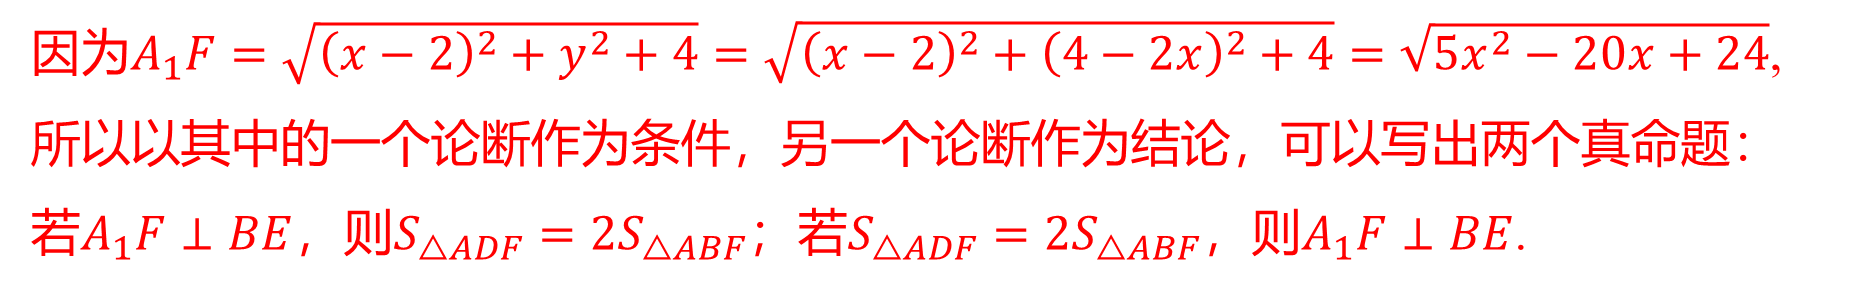 因为A₁F = √((x − 2)² + y² + 4) = √((x − 2)² + (4 − 2x)² + 4) = √(5x² − 20x + 24),
所以以其中的一个论断作为条件，另一个论断作为结论，可以写出两个真命题：
若A₁F ⊥ BE，则S△ADF = 2S△ABF；若S△ADF = 2S△ABF，则A₁F ⊥ BE.